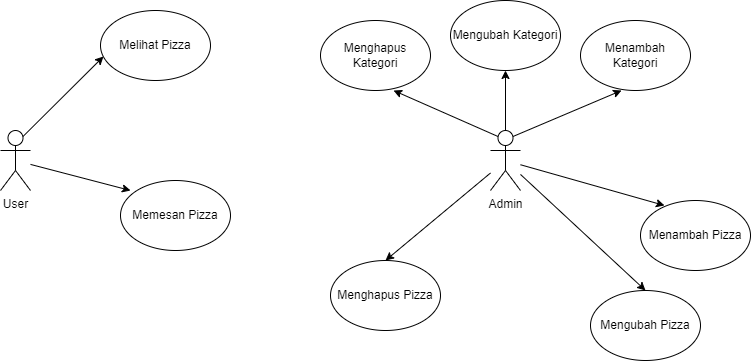 Melihat Pizza
Memesan Pizza
User
Menghapus
Kategori
Mengubah Kategori
Menambah
Kategori
Admin
Menambah Pizza
Menghapus Pizza
Mengubah Pizza